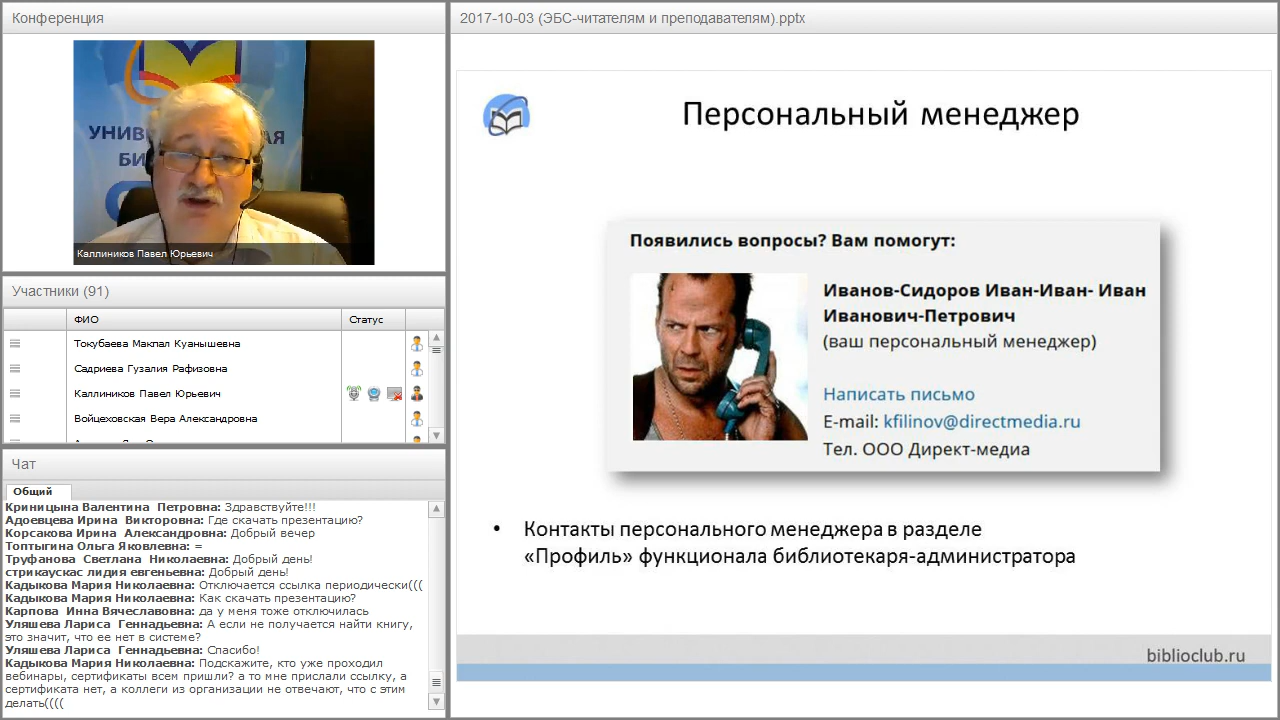 Конференция
УНИВ
АЯ
БИ
Каллиников Павел Юрьевич
Участники (91)
ФИО
Статус
Токубаева Макпал Куанышевна
Садриева Гузалия Рафизовна
Каллиников Павел Юрьевич
Войцеховская Вера Александровна
Чат
Общий
Криницына Валентина Петровна: Здравствуйте!!!
Адоевцева Ирина Викторовна: Где скачать презентацию?
Корсакова Ирина Александровна: Добрый вечер
Топтыгина Ольга Яковлевна: =
Труфанова Светлана Николаевна: Добрый день!
стрикаускас лидия евгеньевна: Добрый день!
Кадыкова Мария Николаевна: Отключается ссылка периодически(((
Кадыкова Мария Николаевна: Как скачать презентацию?
Карпова Инна Вячеславовна: да у меня тоже отключилась
Уляшева Лариса Геннадьевна: А если не получается найти книгу,
это значит, что ее нет в системе?
Уляшева Лариса Геннадьевна: Спасибо!
Кадыкова Мария Николаевна: Подскажите, кто уже проходил
вебинары, сертификаты всем пришли? а то мне прислали ссылку, а
сертификата нет, а коллеги в организации не отвечают, что с этим
делать((((
2017-10-03 (ЭБС-читателям и преподавателям).pptx
Персональный менеджер
Появились вопросы? Вам помогут:
Иванов-Сидоров Иван-Иван- Иван
Иванович-Петрович
(ваш персональный менеджер)
Написать письмо
E-mail: kfilinov@directmedia.ru
Тел. ООО Директ-медиа
• Контакты персонального менеджера в разделе
«Профиль» функционала библиотекаря-администратора
biblioclub.ru